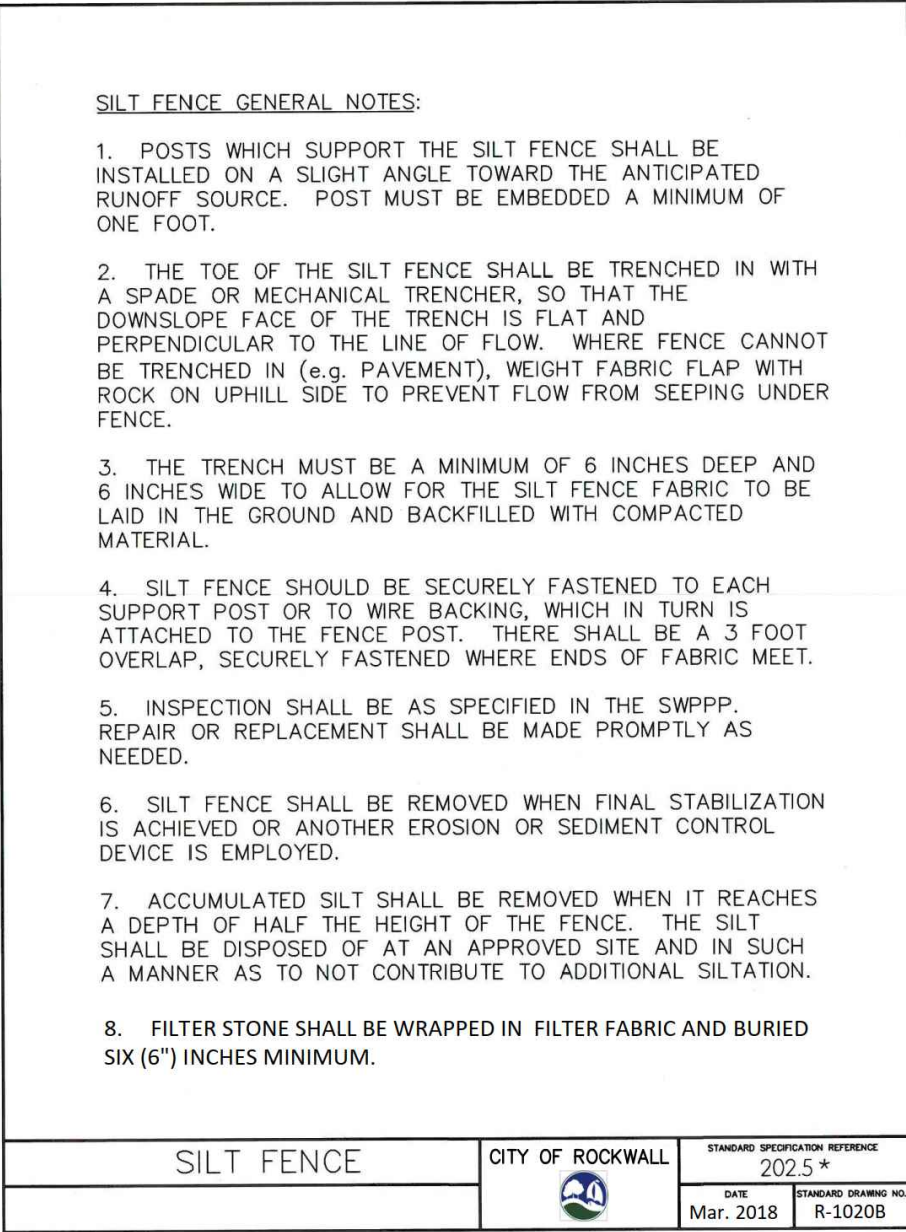 SILT FENCE GENERAL NOTES:
1. POSTS WHICH SUPPORT THE SILT FENCE SHALL BE
INSTALLED ON A SLIGHT ANGLE TOWARD THE ANTICIPATED
RUNOFF SOURCE. POST MUST BE EMBEDDED A MINIMUM OF
ONE FOOT.
2. THE TOE OF THE SILT FENCE SHALL BE TRENCHED IN WITH
A SPADE OR MECHANICAL TRENCHER, SO THAT THE
DOWNSLOPE FACE OF THE TRENCH IS FLAT AND
PERPENDICULAR TO THE LINE OF FLOW. WHERE FENCE CANNOT
BE TRENCHED IN (e.g. PAVEMENT), WEIGHT FABRIC FLAP WITH
ROCK ON UPHILL SIDE TO PREVENT FLOW FROM SEEPING UNDER
FENCE.
3. THE TRENCH MUST BE A MINIMUM OF 6 INCHES DEEP AND
6 INCHES WIDE TO ALLOW FOR THE SILT FENCE FABRIC TO BE
LAID IN THE GROUND AND BACKFILLED WITH COMPACTED
MATERIAL.
4. SILT FENCE SHOULD BE SECURELY FASTENED TO EACH
SUPPORT POST OR TO WIRE BACKING, WHICH IN TURN IS
ATTACHED TO THE FENCE POST. THERE SHALL BE A 3 FOOT
OVERLAP, SECURELY FASTENED WHERE ENDS OF FABRIC MEET.
5. INSPECTION SHALL BE AS SPECIFIED IN THE SWPPP.
REPAIR OR REPLACEMENT SHALL BE MADE PROMPTLY AS
NEEDED.
6. SILT FENCE SHALL BE REMOVED WHEN FINAL STABILIZATION
IS ACHIEVED OR ANOTHER EROSION OR SEDIMENT CONTROL
DEVICE IS EMPLOYED.
7. ACCUMULATED SILT SHALL BE REMOVED WHEN IT REACHES
A DEPTH OF HALF THE HEIGHT OF THE FENCE. THE SILT
SHALL BE DISPOSED OF AT AN APPROVED SITE AND IN SUCH
A MANNER AS TO NOT CONTRIBUTE TO ADDITIONAL SILTATION.
8. FILTER STONE SHALL BE WRAPPED IN FILTER FABRIC AND BURIED
SIX (6") INCHES MINIMUM.
SILT FENCE
CITY OF ROCKWALL
STANDARD SPECIFICATION REFERENCE
202.5*
DATE
Mar. 2018
STANDARD DRAWING NO.
R-1020B